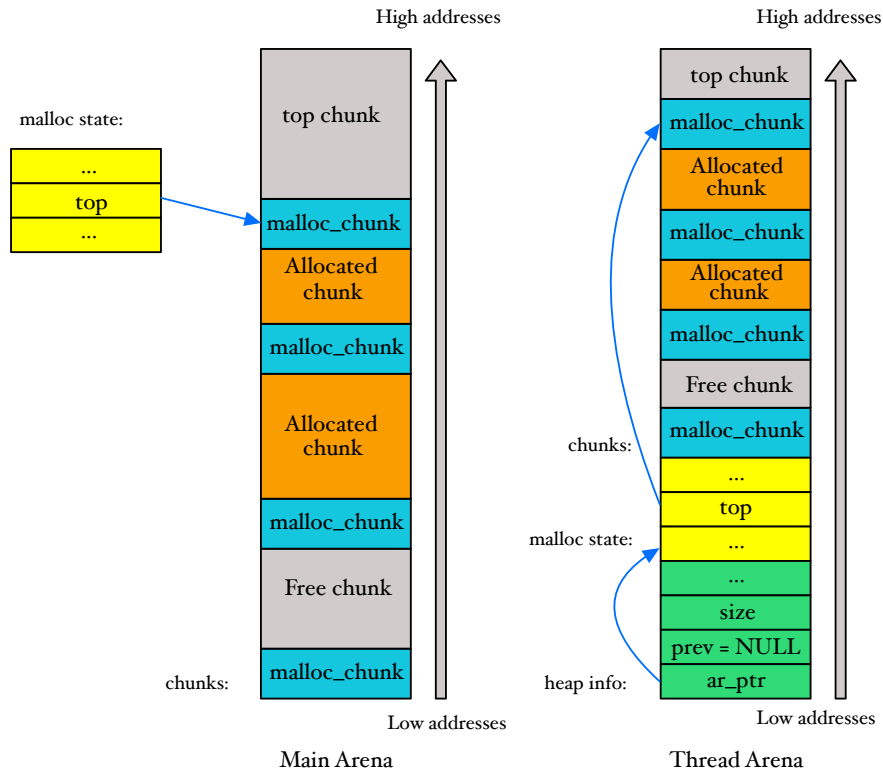 High addresses
malloc state:
...
top
...
top chunk
malloc_chunk
Allocated
chunk
malloc_chunk
Allocated
chunk
malloc_chunk
Free chunk
chunks:
malloc_chunk
Low addresses
Main Arena
High addresses
top chunk
malloc_chunk
Allocated
chunk
malloc_chunk
Allocated
chunk
malloc_chunk
Free chunk
malloc_chunk
chunks:
...
top
malloc state:
...
...
size
prev = NULL
heap info:
ar_ptr
Low addresses
Thread Arena